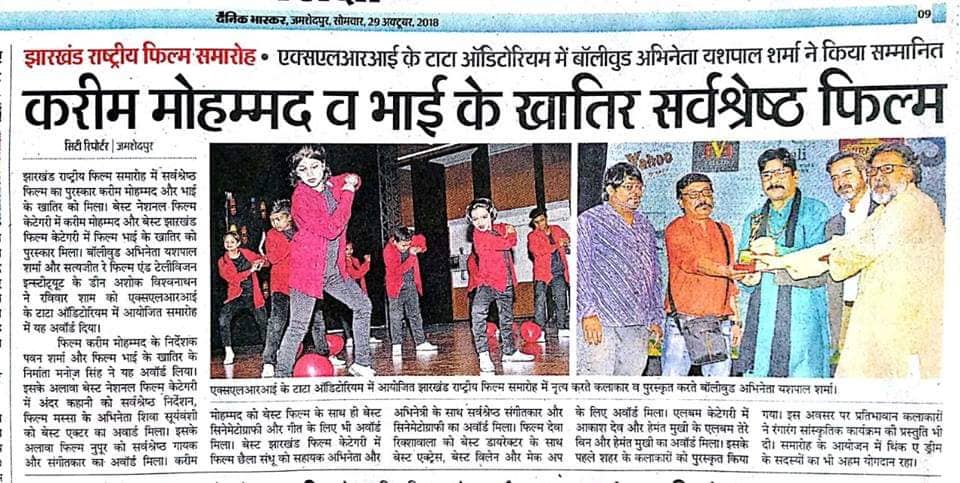 दैनिक भास्कर, जमशेदपुर, सोमवार, 29 अक्टूबर, 2018
09
झारखंड राष्ट्रीय फिल्म समारोह • एक्सएलआरआई के टाटा ऑडिटोरियम में बॉलीवुड अभिनेता यशपाल शर्मा ने किया सम्मानित
करीम मोहम्मद व भाई के खातिर सर्वश्रेष्ठ फिल्म
सिटी रिपोर्टर | जमशेदपुर
झारखंड राष्ट्रीय फिल्म समारोह में सर्वश्रेष्ठ
फिल्म का पुरस्कार करीम मोहम्मद और भाई
के खातिर को मिला। बेस्ट नेशनल फिल्म
केटेगरी में करीम मोहम्मद और बेस्ट झारखंड
फिल्म केटेगरी में फिल्म भाई के खातिर को
पुरस्कार मिला। बॉलीवुड अभिनेता यशपाल
शर्मा और सत्यजीत रे फिल्म एंड टेलीविजन
इन्स्टीट्यूट के डीन अशोक विश्वनाथन
ने रविवार शाम को एक्सएलआरआई
के टाटा ऑडिटोरियम में आयोजित समारोह
में यह अवॉर्ड दिया।
फिल्म करीम मोहम्मद के निर्देशक
पवन शर्मा और फिल्म भाई के खातिर के
निर्माता मनोज सिंह ने यह अवॉर्ड लिया।
इसके अलावा बेस्ट नेशनल फिल्म केटेगरी
में अंदर कहानी को सर्वश्रेष्ठ निर्देशन,
फिल्म मस्सा के अभिनेता शिवा सूर्यवंशी
को बेस्ट एक्टर का अवार्ड मिला। इसके
अलावा फिल्म नुपूर को सर्वश्रेष्ठ गायक
और संगीतकार का अवॉर्ड मिला। करीम
एक्सएलआरआई के टाटा ऑडिटोरियम में आयोजित झारखंड राष्ट्रीय फिल्म समारोह में नृत्य करते कलाकार व पुरस्कृत करते बॉलीवुड अभिनेता यशपाल शर्मा।
मोहम्मद को बेस्ट फिल्म के साथ ही बेस्ट
सिनेमेटोग्राफी और गीत के लिए भी अवॉर्ड
मिला। बेस्ट झारखंड फिल्म केटेगरी में
फिल्म छैला संधू को सहायक अभिनेता और
अभिनेत्री के साथ सर्वश्रेष्ठ संगीतकार और
सिनेमेटोग्राफी का अवॉर्ड मिला। फिल्म देवा
रिक्शावाला को बेस्ट डायरेक्टर के साथ
बेस्ट एक्ट्रेस, बेस्ट विलेन और मेक अप
के लिए अवॉर्ड मिला। एलबम केटेगरी में
आकाश देव और हेमंत मुखी के एलबम तेरे
बिन और हेमंत मुखी का अवॉर्ड मिला। इसके
पहले शहर के कलाकारों को पुरस्कृत किया
गया। इस अवसर पर प्रतिभावान कलाकारों
ने रंगारंग सांस्कृतिक कार्यक्रम की प्रस्तुति भी
दी। समारोह के आयोजन में थिंक ए ड्रीम
के सदस्यों का भी अहम योगदान रहा।